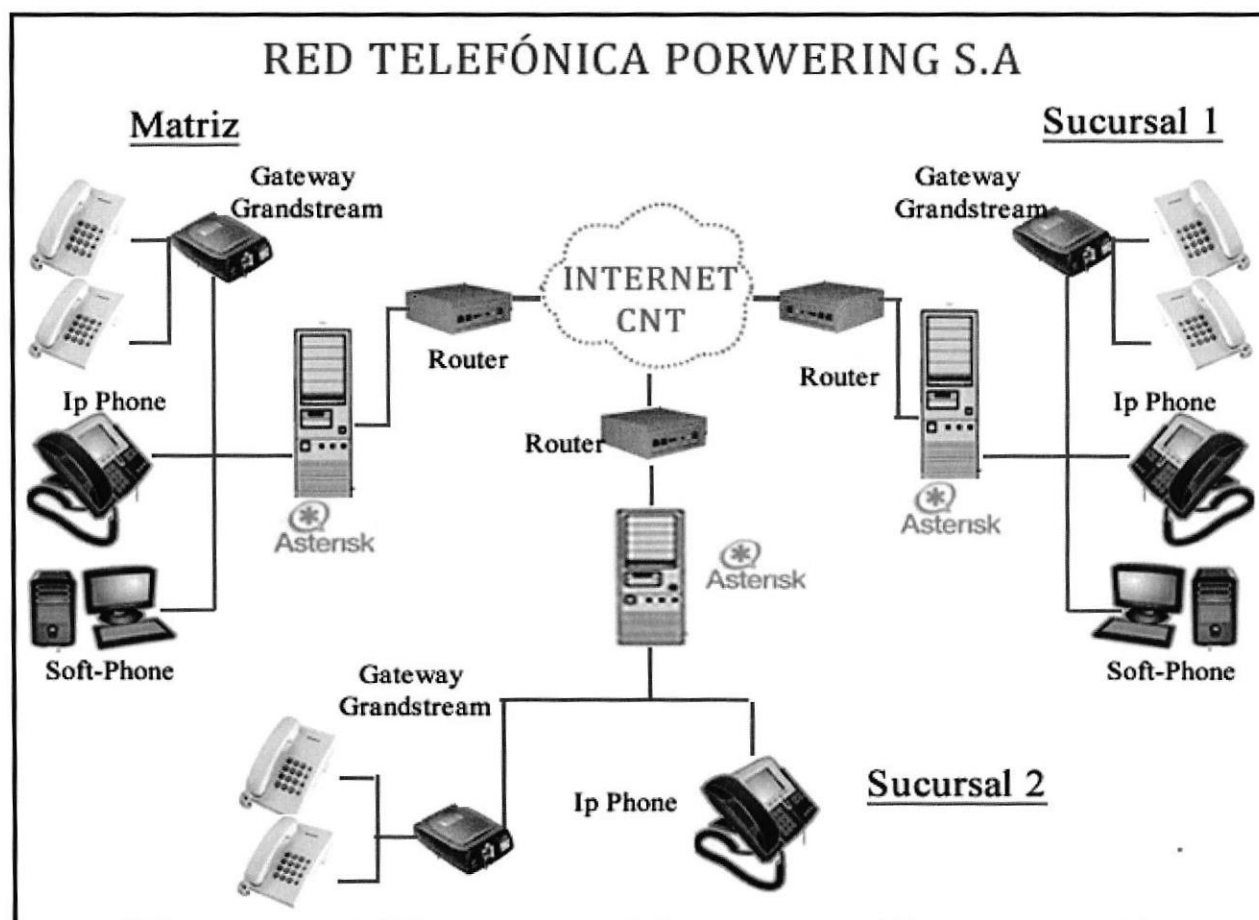 RED TELEFÓNICA PORWERING S.A
Matriz
Sucursal 1
Gateway
Grandstream
Gateway
Grandstream
INTERNET
CNT
Router
Router
Ip Phone
Ip Phone
Router
Asterisk
Asterisk
Asterisk
Soft-Phone
Soft-Phone
Gateway
Grandstream
Ip Phone
Sucursal 2